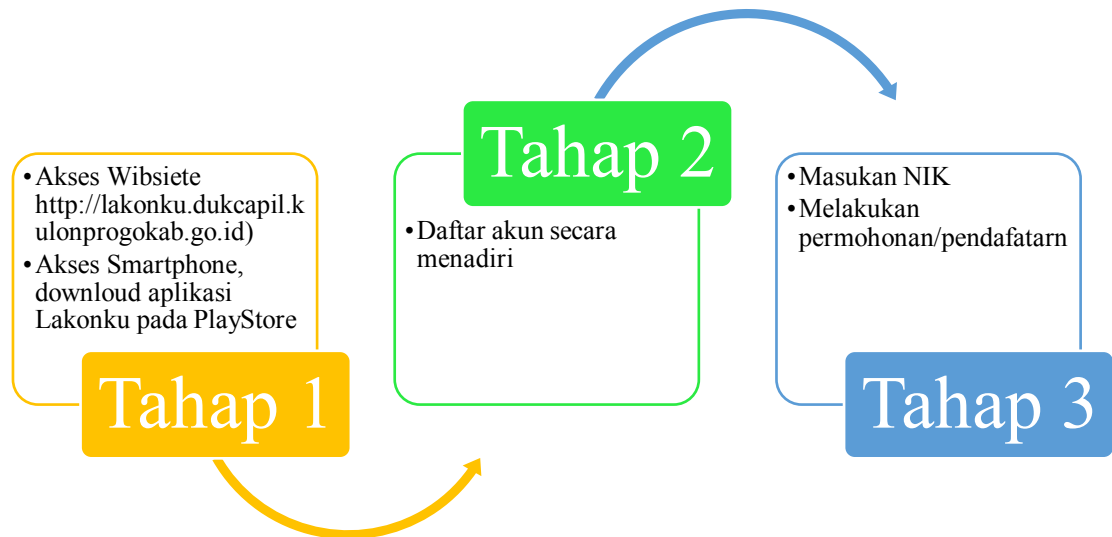 • Akses Wibsiete
http://lakonku.dukcapil.k
ulonprogokab.go.id)
• Akses Smartphone,
downloud aplikasi
Lakonku pada PlayStore
Tahap 1
Tahap 2
• Daftar akun secara
menadiri
• Masukan NIK
• Melakukan
permohonan/pendafatarn
Tahap 3